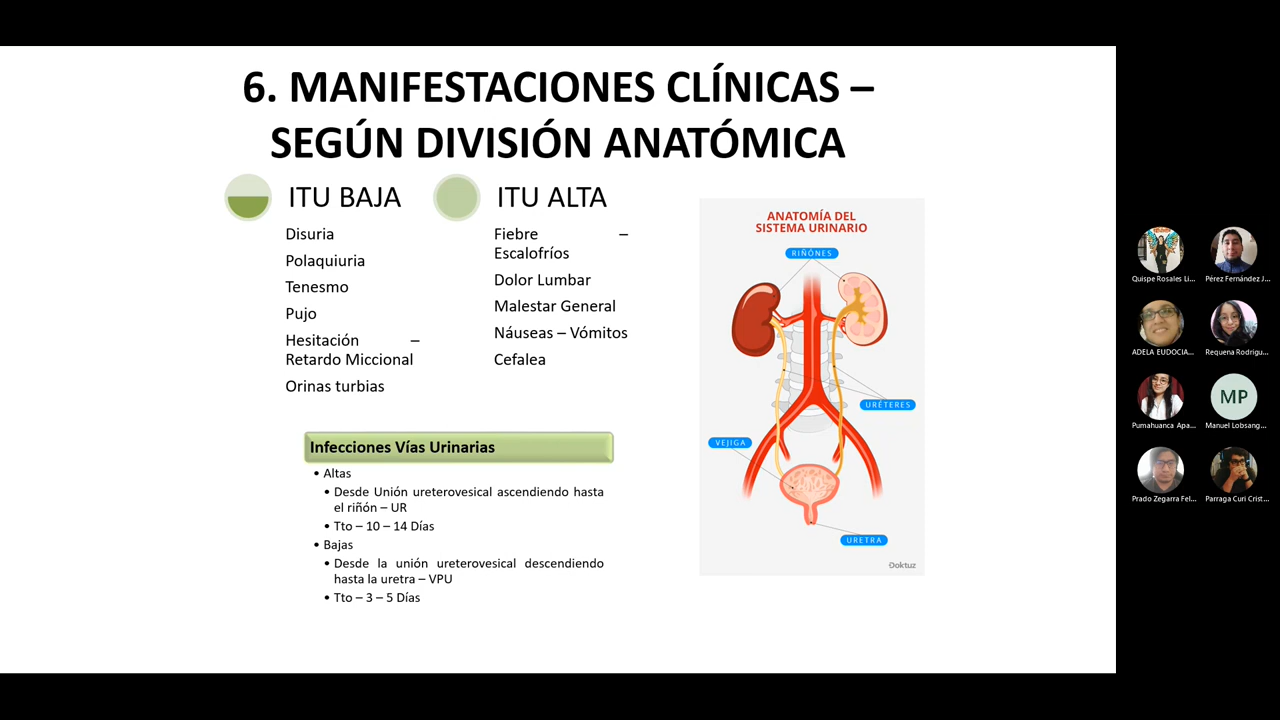 6. MANIFESTACIONES CLÍNICAS –
SEGÚN DIVISIÓN ANATÓMICA
ITU BAJA
Disuria
Polaquiuria
Tenesmo
Pujo
Hesitación –
Retardo Miccional
Orinas turbias
ITU ALTA
Fiebre –
Escalofríos
Dolor Lumbar
Malestar General
Náuseas – Vómitos
Cefalea
Infecciones Vías Urinarias
• Altas
• Desde Unión ureterovesical ascendiendo hasta
el riñón – UR
• Tto – 10 – 14 Días
• Bajas
• Desde la unión ureterovesical descendiendo
hasta la uretra – VPU
• Tto – 3 – 5 Días
ANATOMÍA DEL
SISTEMA URINARIO
RIÑONES
URÉTERES
VEJIGA
URETRA
Doktuz
Quispe Rosales Li...
Pérez Fernández J...
ADELA EUDOCIA...
Requena Rodrigu...
Pumahuanca Apa...
MP
Manuel Lobsang...
Prado Zegarra Fel...
Parraga Curi Crist...